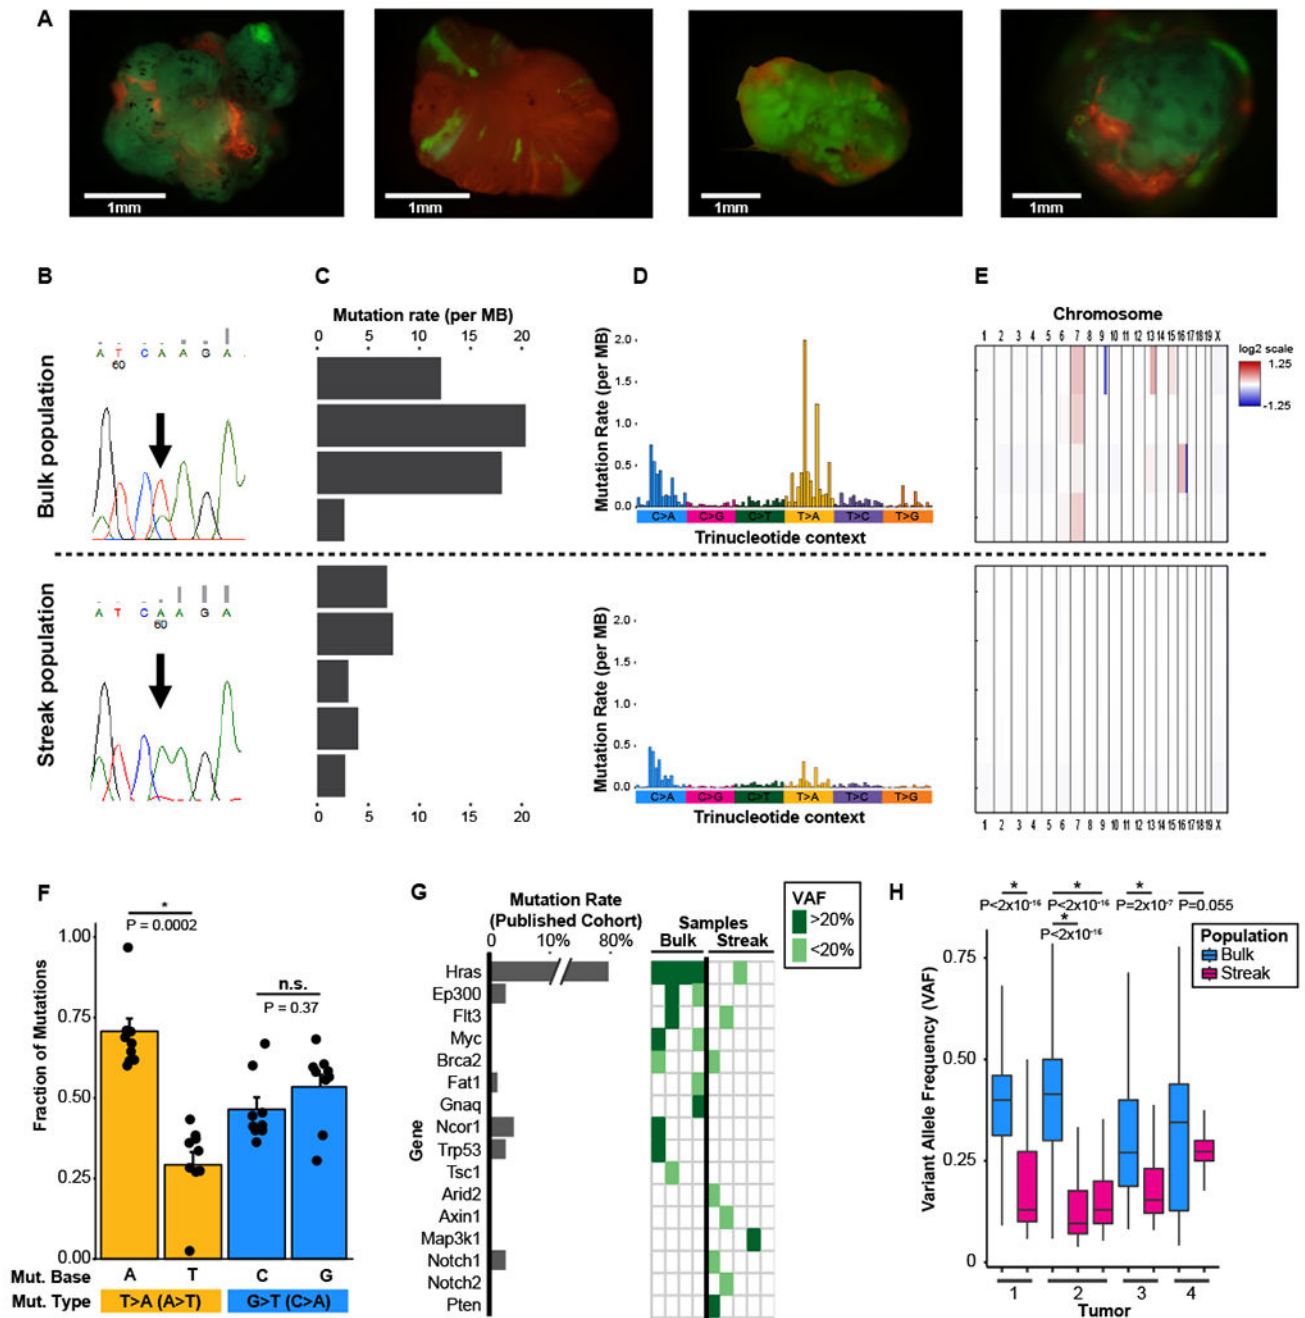 A
1mm
1mm
1mm
1mm
B
C
D
E
Bulk population
A T C A A G A
60
Mutation rate (per MB)
0 5 10 15 20
Mutation Rate (per MB)
2.0
1.5
1.0
0.5
0.0
C>A C>G C>T T>A T>C T>G
Trinucleotide context
Chromosome
1 2 3 4 5 6 7 8 9 10 11 12 13 14 15 16 17 18 19 X
log2 scale
1.25
-1.25
Streak population
A T C A A G A
60
0 5 10 15 20
Mutation Rate (per MB)
2.0
1.5
1.0
0.5
0.0
C>A C>G C>T T>A T>C T>G
Trinucleotide context
1 2 3 4 5 6 7 8 9 10 11 12 13 14 15 16 17 18 19 X
F
*
P = 0.0002
n.s.
P = 0.37
Fraction of Mutations
1.00
0.75
0.50
0.25
0.00
Mut. Base A T C G
Mut. Type T>A (A>T) G>T (C>A)
G
Mutation Rate
(Published Cohort)
0 10% 80%
Samples
Bulk Streak
VAF
>20%
<20%
Gene
Hras
Ep300
Flt3
Myc
Brca2
Fat1
Gnaq
Ncor1
Trp53
Tsc1
Arid2
Axin1
Map3k1
Notch1
Notch2
Pten
H
* * *
P<2x10-16 P<2x10-16 P=2x10-7 P=0.055
*
P<2x10-16
Population
Bulk
Streak
Variant Allele Frequency (VAF)
0.75
0.50
0.25
0
1 2 3 4
Tumor